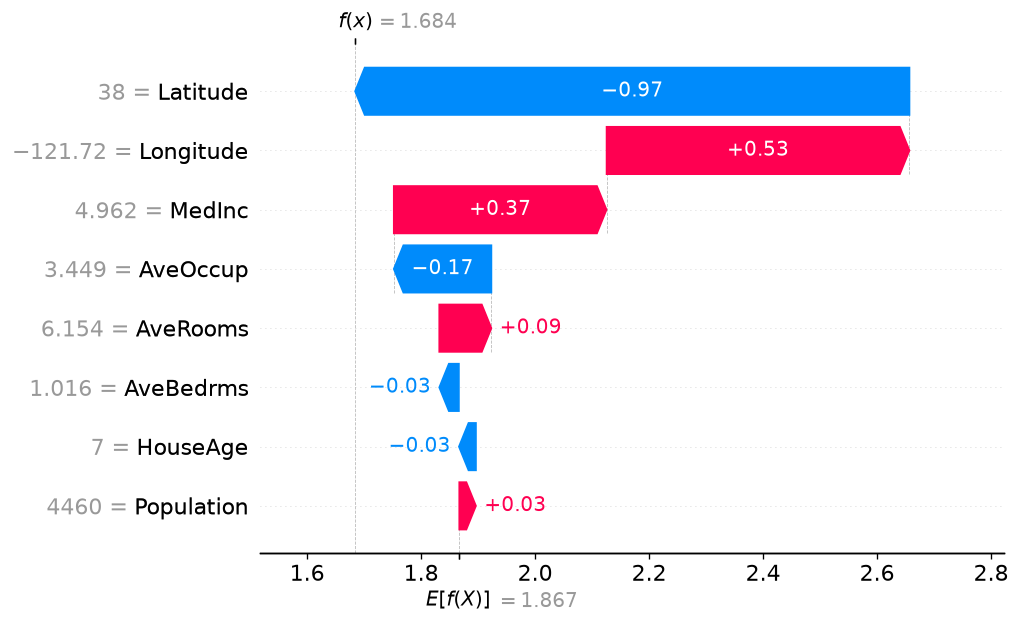 f(x) = 1.684
38 = Latitude
−0.97
−121.72 = Longitude
+0.53
4.962 = MedInc
+0.37
3.449 = AveOccup
−0.17
6.154 = AveRooms
+0.09
1.016 = AveBedrms
−0.03
7 = HouseAge
−0.03
4460 = Population
+0.03
1.6 1.8 2.0 2.2 2.4 2.6 2.8
E[f(X)] = 1.867